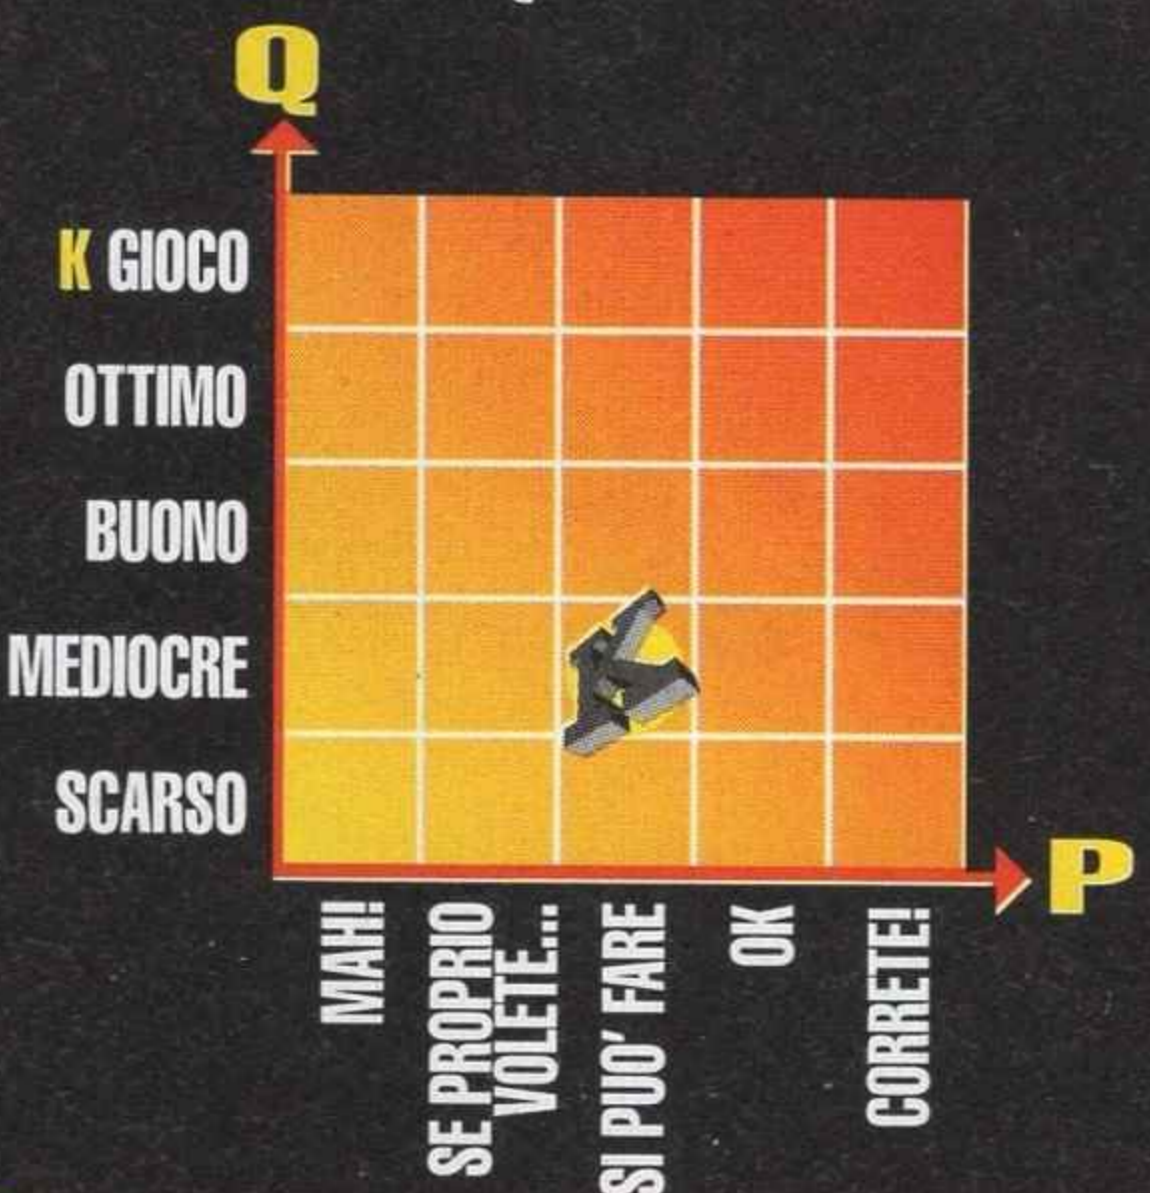 Q
K GIOCO
OTTIMO
BUONO
MEDIOCRE
SCARSO
P
MAH!
SE PROPRIO
VOLETE...
SI PUO' FARE
OK
CORRETE!